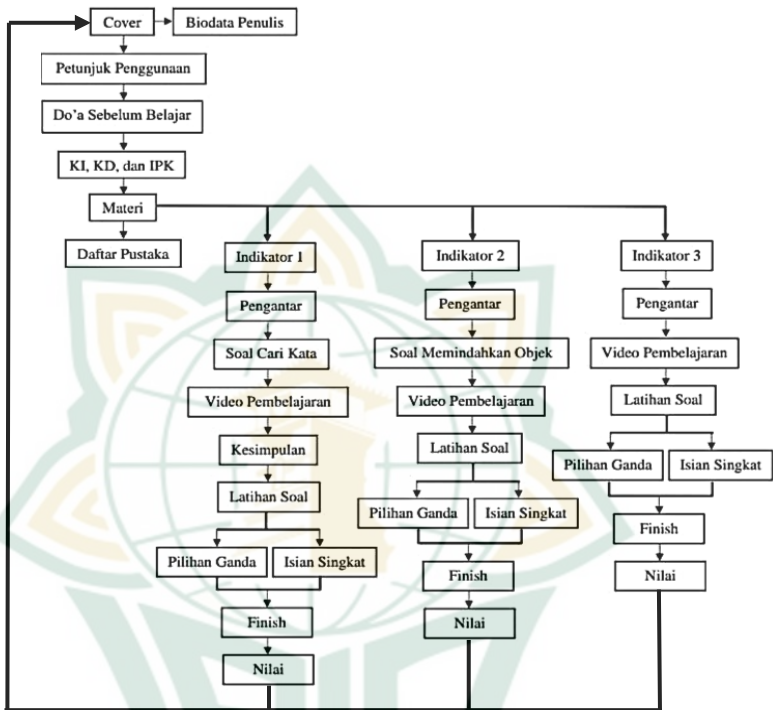 Cover
Biodata Penulis
Petunjuk Penggunaan
Do'a Sebelum Belajar
KI, KD, dan IPK
Materi
Daftar Pustaka
Indikator 1
Pengantar
Soal Cari Kata
Video Pembelajaran
Kesimpulan
Latihan Soal
Pilihan Ganda
Isian Singkat
Finish
Nilai
Indikator 2
Pengantar
Soal Memindahkan Objek
Video Pembelajaran
Latihan Soal
Pilihan Ganda
Isian Singkat
Finish
Nilai
Indikator 3
Pengantar
Video Pembelajaran
Latihan Soal
Pilihan Ganda
Isian Singkat
Finish
Nilai